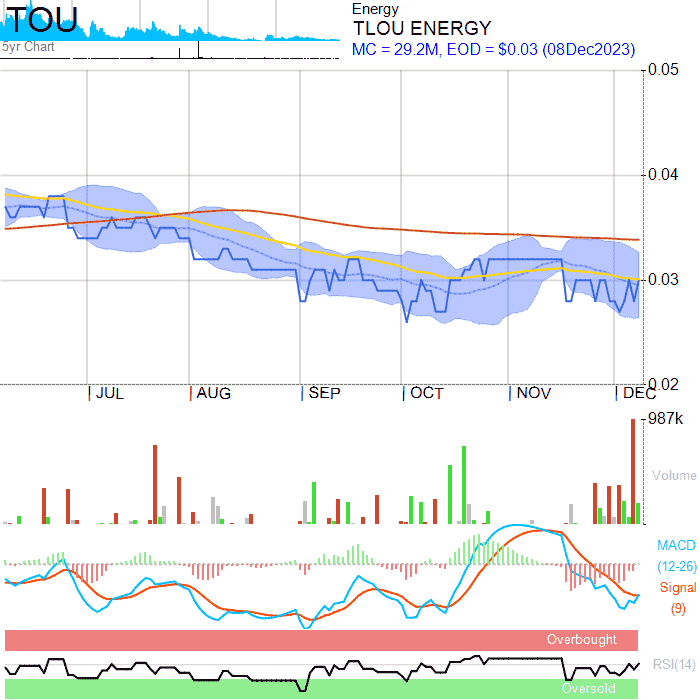 TOU
5yr Chart
Energy
TLOU ENERGY
MC = 29.2M, EOD = $0.03 (08Dec2023)
0.05
0.04
0.03
0.02
JUL
AUG
SEP
OCT
NOV
DEC
987k
Volume
MACD
(12-26)
Signal
(9)
Overbought
RSI(14)
Oversold